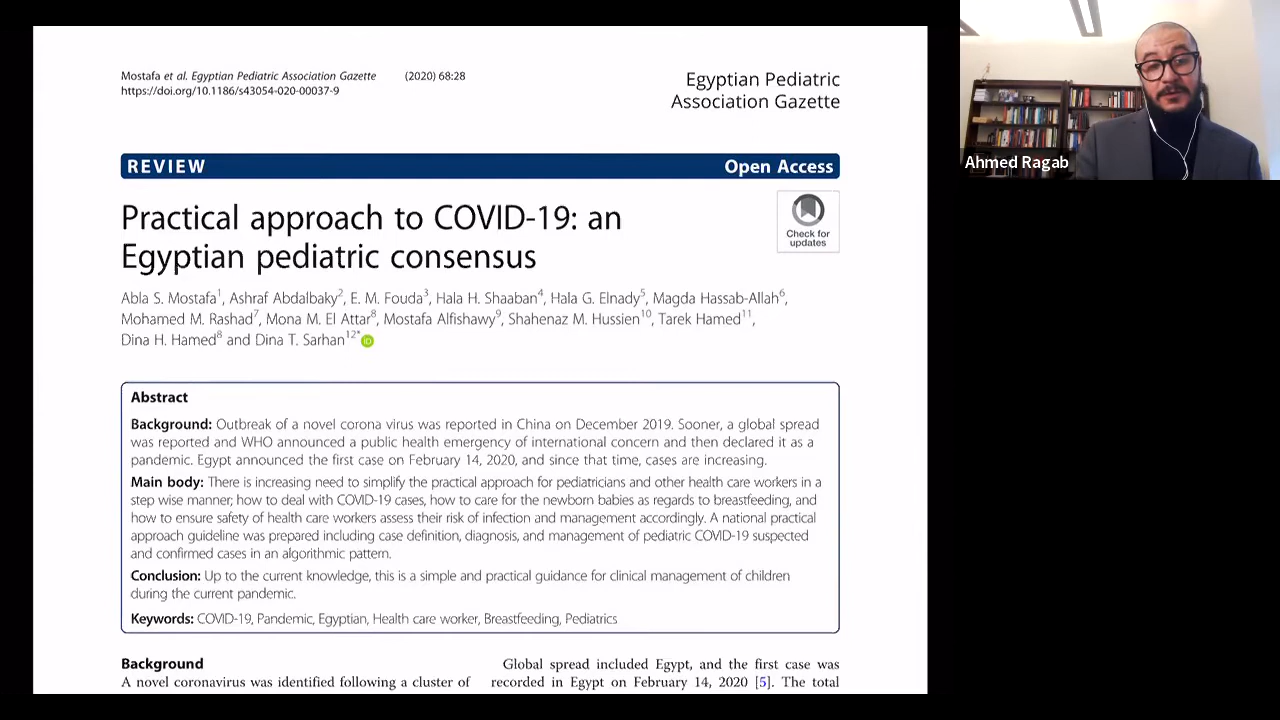 Mostafa et al. Egyptian Pediatric Association Gazette (2020) 68:28
https://doi.org/10.1186/s43054-020-00037-9
Egyptian Pediatric
Association Gazette
REVIEW Open Access
Practical approach to COVID-19: an
Egyptian pediatric consensus
Check for
updates
Abla S. Mostafa1, Ashraf Abdalbaky2, E. M. Fouda3, Hala H. Shaaban4, Hala G. Elnady5, Magda Hassab-Allah6,
Mohamed M. Rashad7, Mona M. El Attar8, Mostafa Alfishawy9, Shahenaz M. Hussien10, Tarek Hamed11,
Dina H. Hamed8 and Dina T. Sarhan12* iD
Abstract
Background: Outbreak of a novel corona virus was reported in China on December 2019. Sooner, a global spread
was reported and WHO announced a public health emergency of international concern and then declared it as a
pandemic. Egypt announced the first case on February 14, 2020, and since that time, cases are increasing.
Main body: There is increasing need to simplify the practical approach for pediatricians and other health care workers in a
step wise manner; how to deal with COVID-19 cases, how to care for the newborn babies as regards to breastfeeding, and
how to ensure safety of health care workers assess their risk of infection and management accordingly. A national practical
approach guideline was prepared including case definition, diagnosis, and management of pediatric COVID-19 suspected
and confirmed cases in an algorithmic pattern.
Conclusion: Up to the current knowledge, this is a simple and practical guidance for clinical management of children
during the current pandemic.
Keywords: COVID-19, Pandemic, Egyptian, Health care worker, Breastfeeding, Pediatrics
Background
A novel coronavirus was identified following a cluster of
Global spread included Egypt, and the first case was
recorded in Egypt on February 14, 2020 [5]. The total
Ahmed Ragab